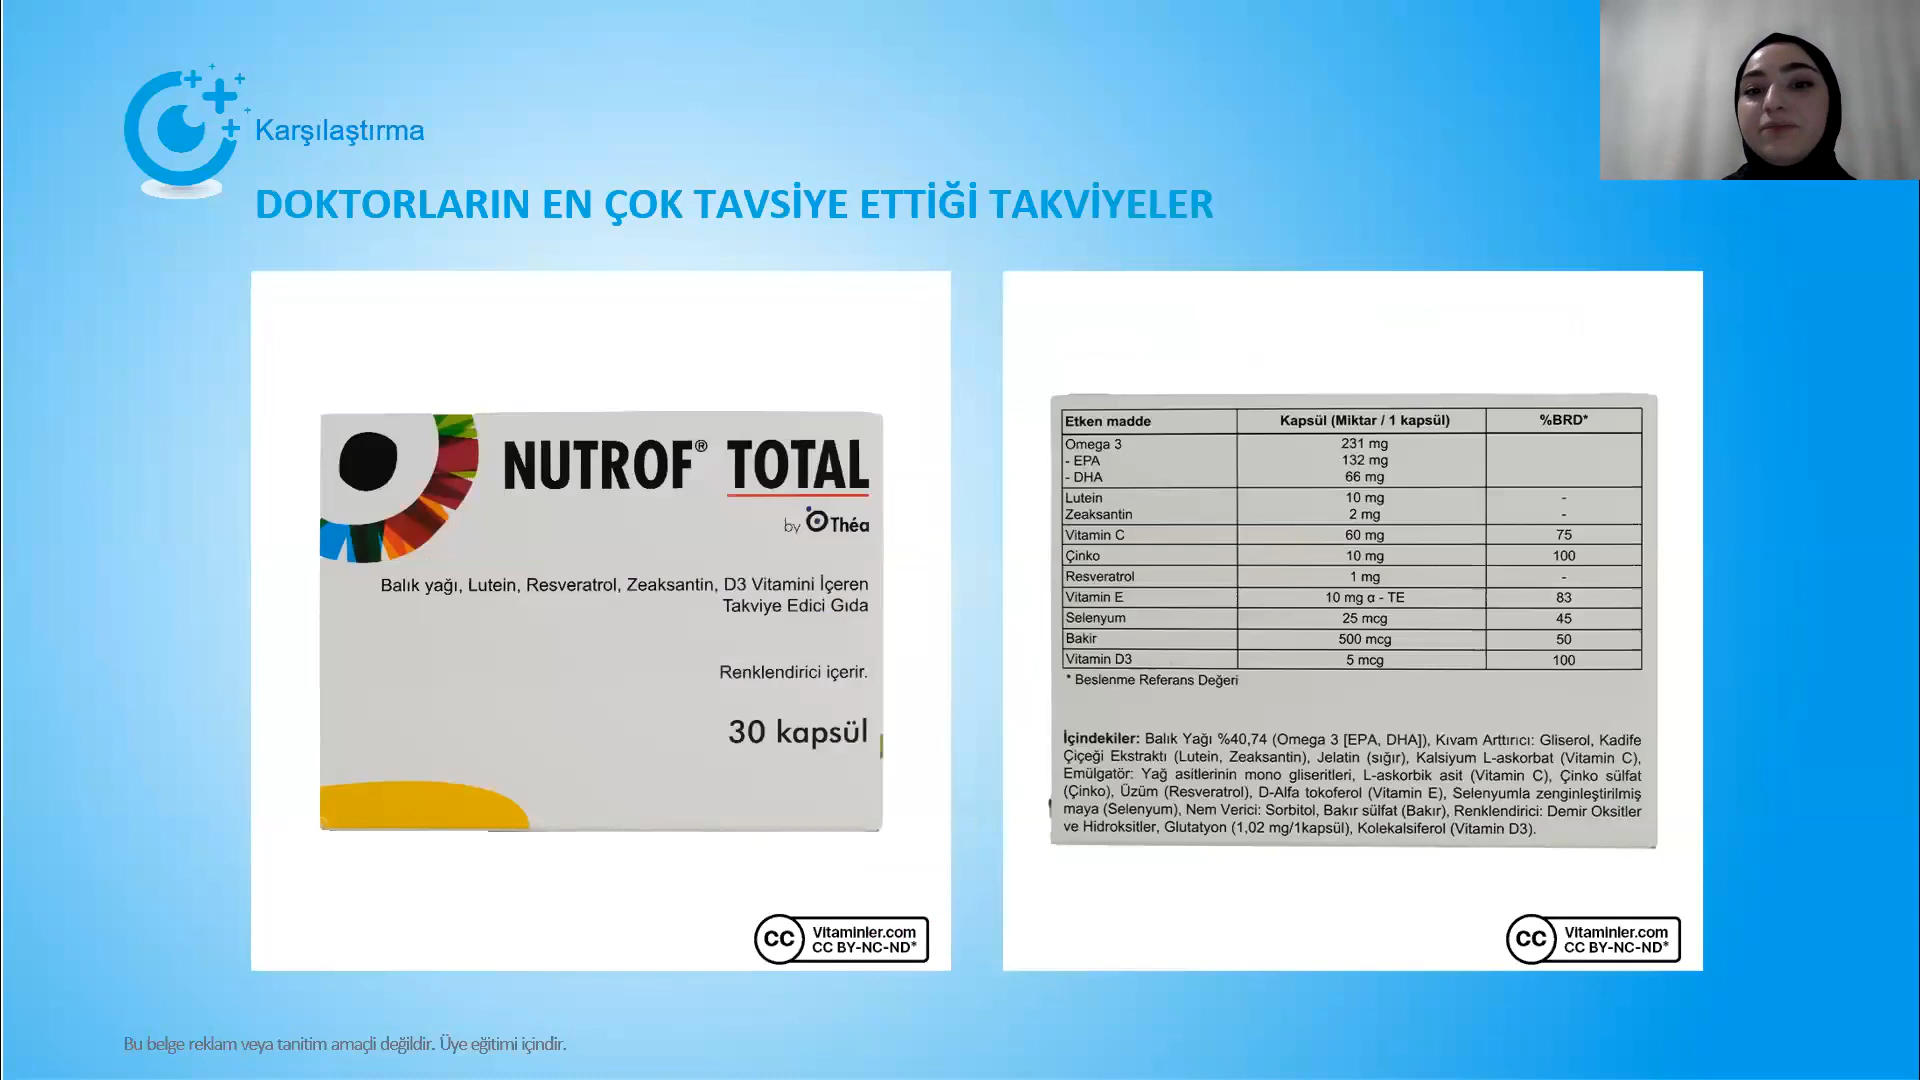 Karşılaştırma
DOKTORLARIN EN ÇOK TAVSİYE ETTİĞİ TAKVİYELER
NUTROF® TOTAL
by Théa
Balık yağı, Lutein, Resveratrol, Zeaksantin, D3 Vitamini İçeren
Takviye Edici Gıda
Renklendirici içerir.
30 kapsül
CC Vitaminler.com
CC BY-NC-ND*
Etken madde Kapsül (Miktar / 1 kapsül) %BRD*
Omega 3 231 mg
- EPA 132 mg
- DHA 66 mg
Lutein 10 mg -
Zeaksantin 2 mg -
Vitamin C 60 mg 75
Çinko 10 mg 100
Resveratrol 1 mg -
Vitamin E 10 mg α - TE 83
Selenyum 25 mcg 45
Bakir 500 mcg 50
Vitamin D3 5 mcg 100
* Beslenme Referans Değeri
İçindekiler: Balık Yağı %40,74 (Omega 3 [EPA, DHA]), Kıvam Arttırıcı: Gliserol, Kadife
Çiçeği Ekstraktı (Lutein, Zeaksantin), Jelatin (sığır), Kalsiyum L-askorbat (Vitamin C),
Emülgatör: Yağ asitlerinin mono gliseritleri, L-askorbik asit (Vitamin C), Çinko sülfat
(Çinko), Üzüm (Resveratrol), D-Alfa tokoferol (Vitamin E), Selenyumla zenginleştirilmiş
maya (Selenyum), Nem Verici: Sorbitol, Bakır sülfat (Bakır), Renklendirici: Demir Oksitler
ve Hidroksitler, Glutatyon (1,02 mg/1kapsül), Kolekalsiferol (Vitamin D3).
CC Vitaminler.com
CC BY-NC-ND*
Bu belge reklam veya tanitim amaçli değildir. Üye eğitimi içindir.